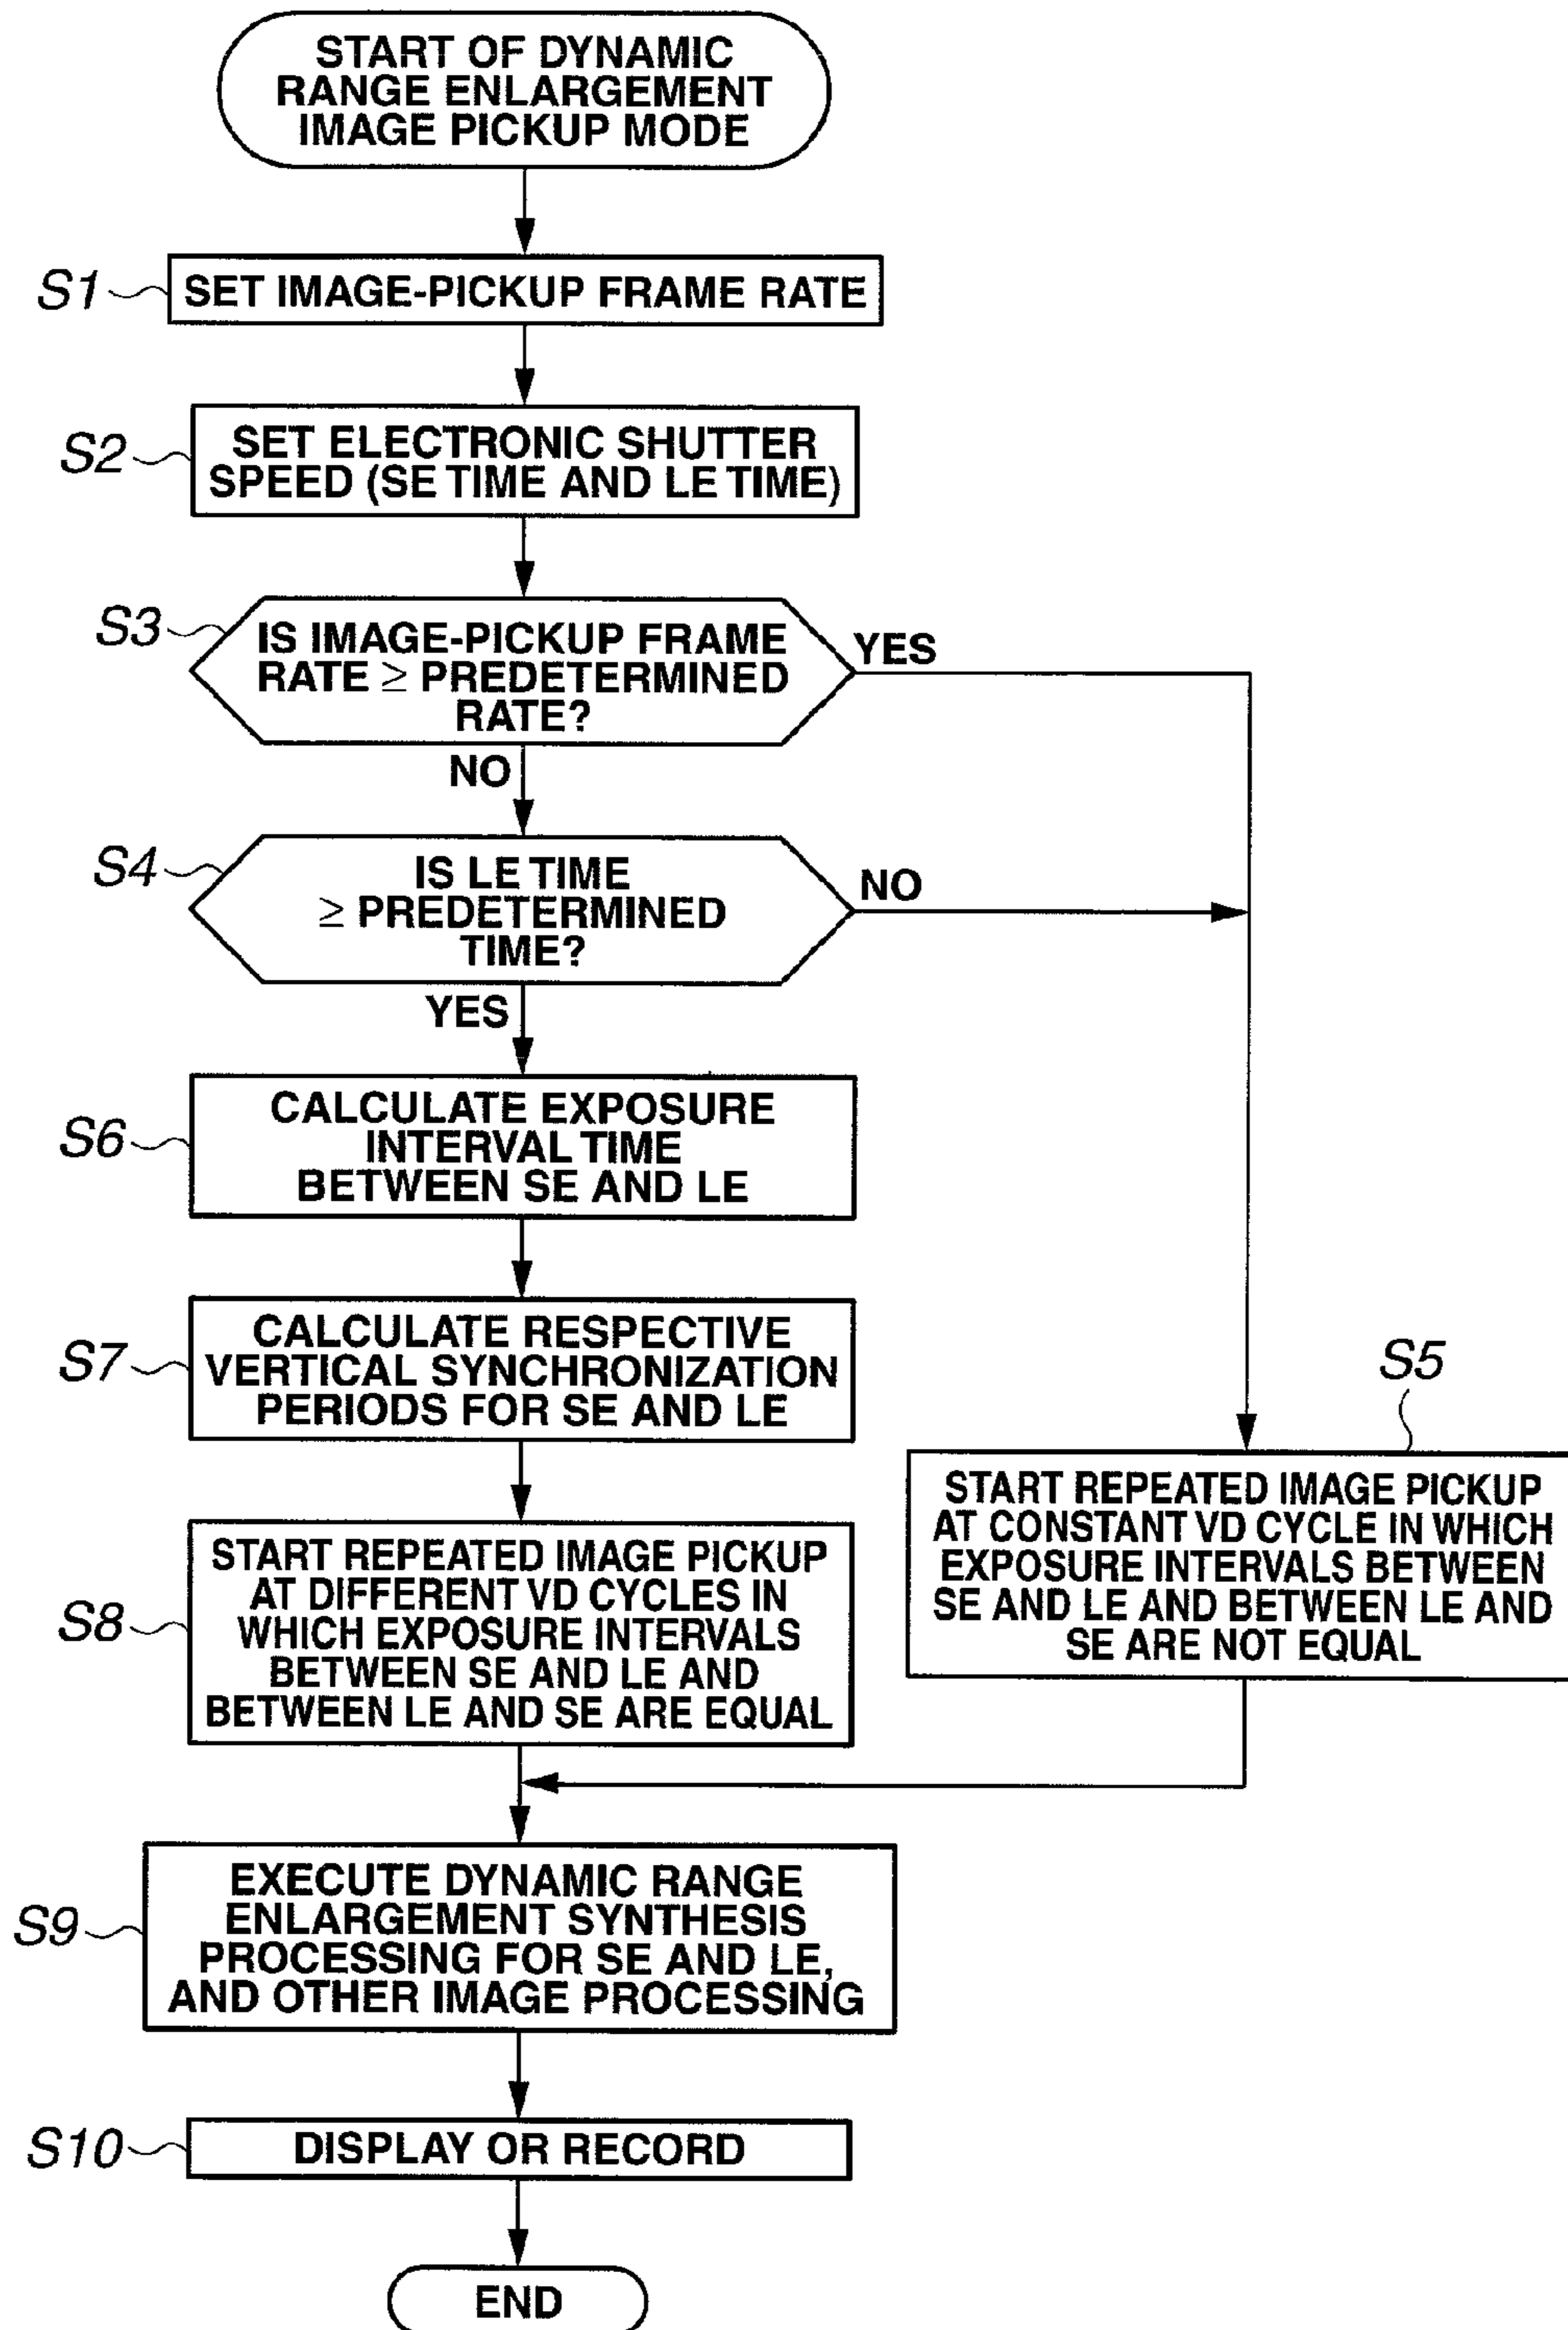 START OF DYNAMIC
RANGE ENLARGEMENT
IMAGE PICKUP MODE
S1
SET IMAGE-PICKUP FRAME RATE
S2
SET ELECTRONIC SHUTTER
SPEED (SE TIME AND LE TIME)
S3
IS IMAGE-PICKUP FRAME
RATE ≥ PREDETERMINED
RATE?
YES
NO
S4
IS LE TIME
≥ PREDETERMINED
TIME?
NO
YES
S6
CALCULATE EXPOSURE
INTERVAL TIME
BETWEEN SE AND LE
S7
CALCULATE RESPECTIVE
VERTICAL SYNCHRONIZATION
PERIODS FOR SE AND LE
S5
START REPEATED IMAGE PICKUP
AT CONSTANT VD CYCLE IN WHICH
EXPOSURE INTERVALS BETWEEN
SE AND LE AND BETWEEN LE AND
SE ARE NOT EQUAL
S8
START REPEATED IMAGE PICKUP
AT DIFFERENT VD CYCLES IN
WHICH EXPOSURE INTERVALS
BETWEEN SE AND LE AND
BETWEEN LE AND SE ARE EQUAL
S9
EXECUTE DYNAMIC RANGE
ENLARGEMENT SYNTHESIS
PROCESSING FOR SE AND LE,
AND OTHER IMAGE PROCESSING
S10
DISPLAY OR RECORD
END